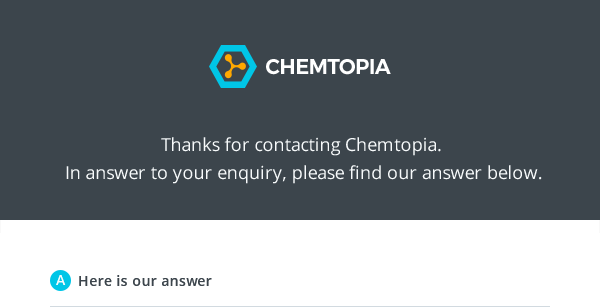 CHEMTOPIA
Thanks for contacting Chemtopia.
In answer to your enquiry, please find our answer below.
A Here is our answer